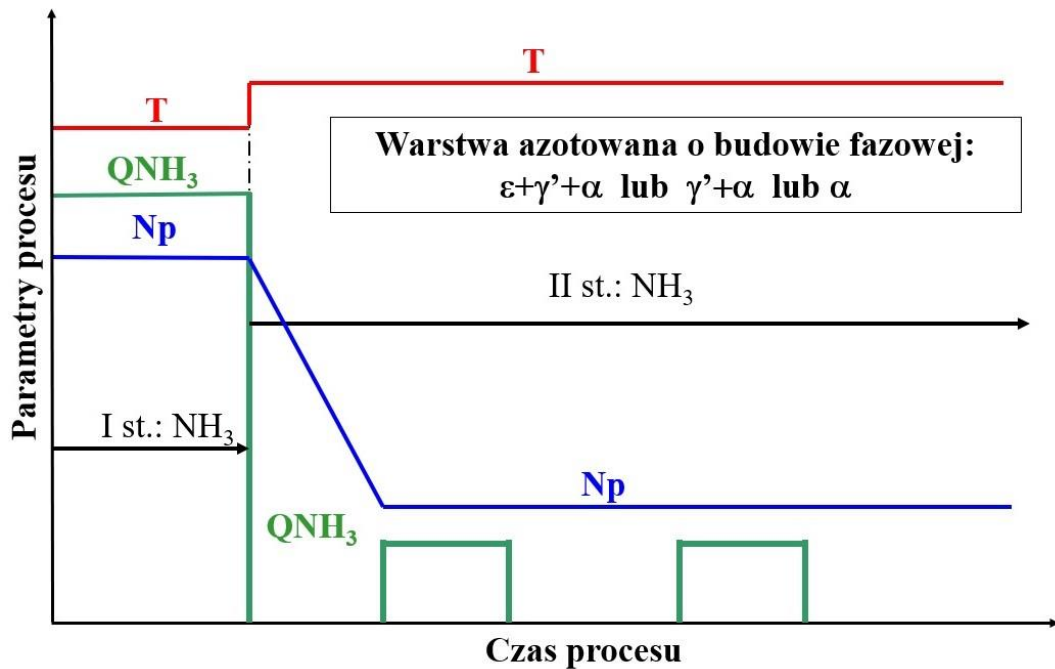 T
T
Warstwa azotowana o budowie fazowej:
ε+γ’+α lub γ’+α lub α
QNH₃
Np
II st.: NH₃
Parametry procesu
I st.: NH₃
Np
QNH₃
Czas procesu